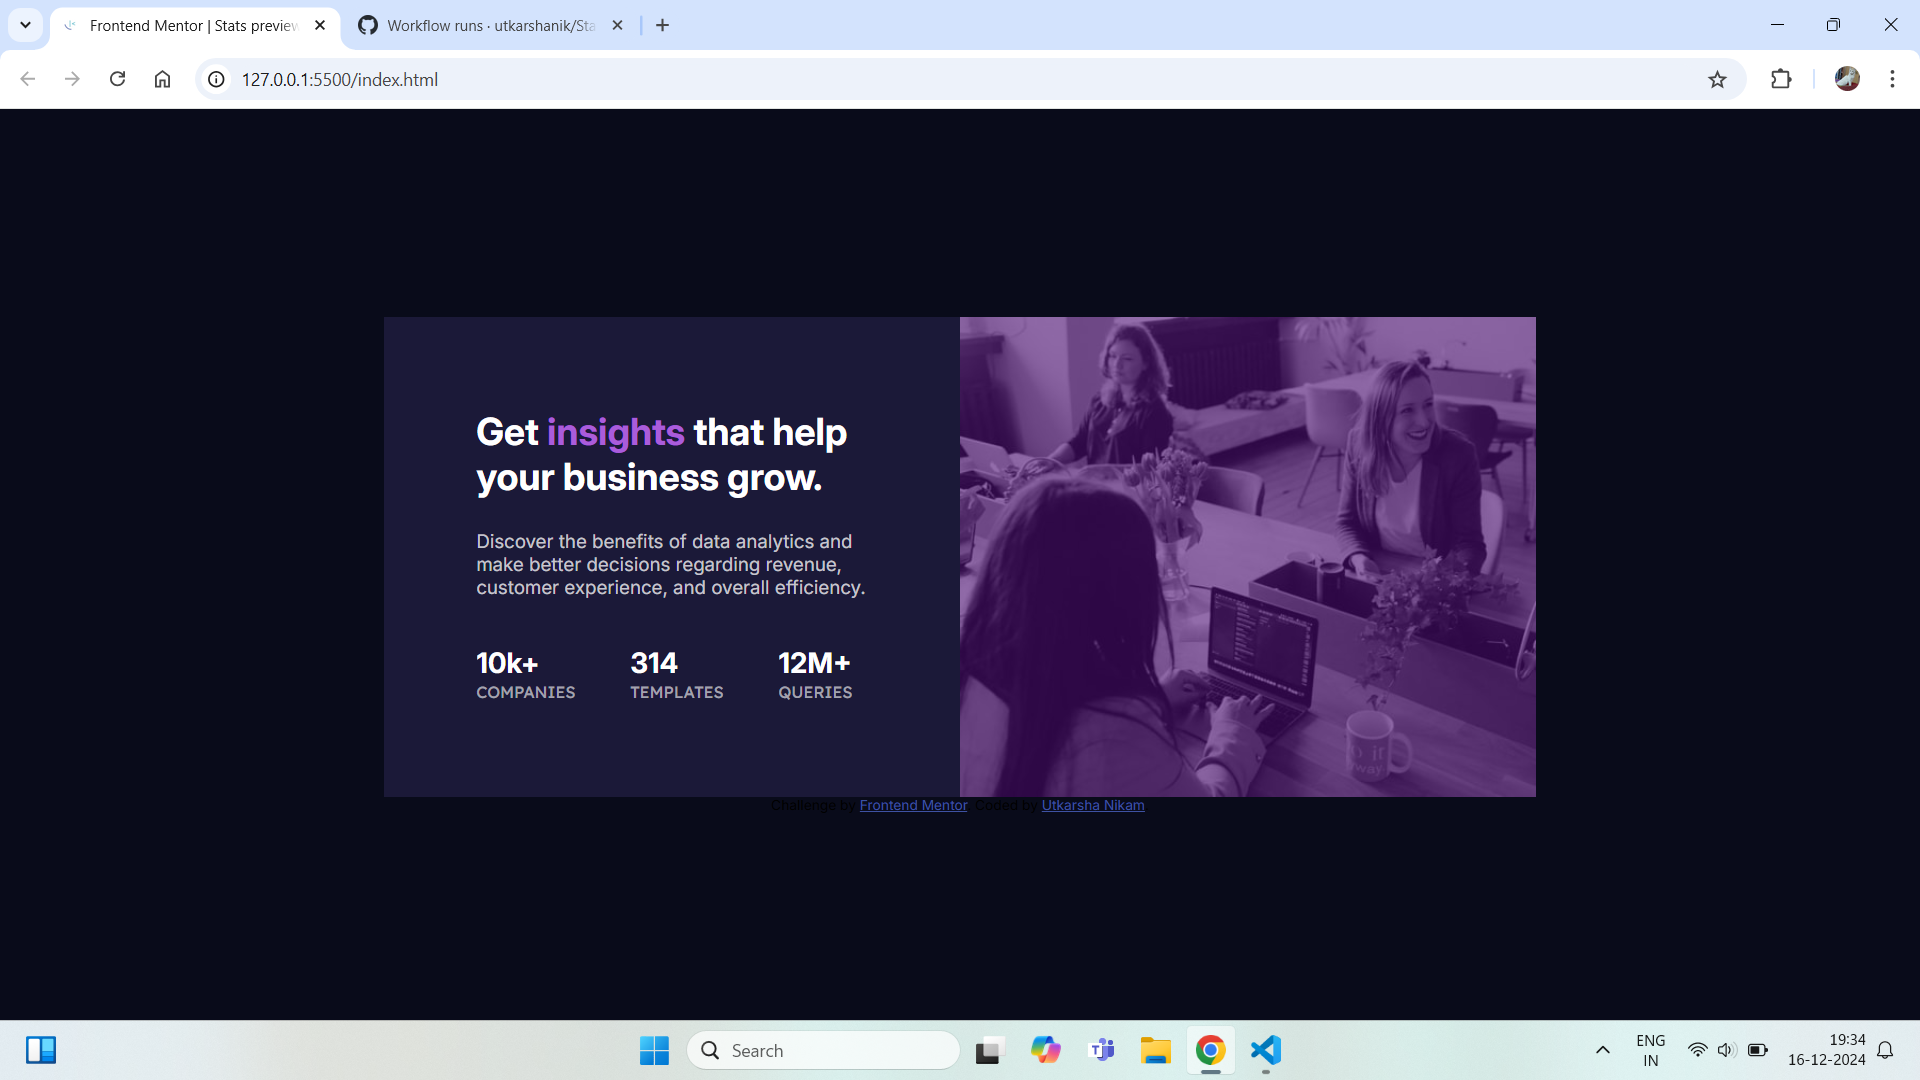 Frontend Mentor | Stats preview
Workflow runs · utkarshanik/Sta
127.0.0.1:5500/index.html
Get insights that help
your business grow.
Discover the benefits of data analytics and
make better decisions regarding revenue,
customer experience, and overall efficiency.
10k+ 314 12M+
COMPANIES TEMPLATES QUERIES
Challenge by Frontend Mentor. Coded by Utkarsha Nikam
Search
ENG
IN
19:34
16-12-2024